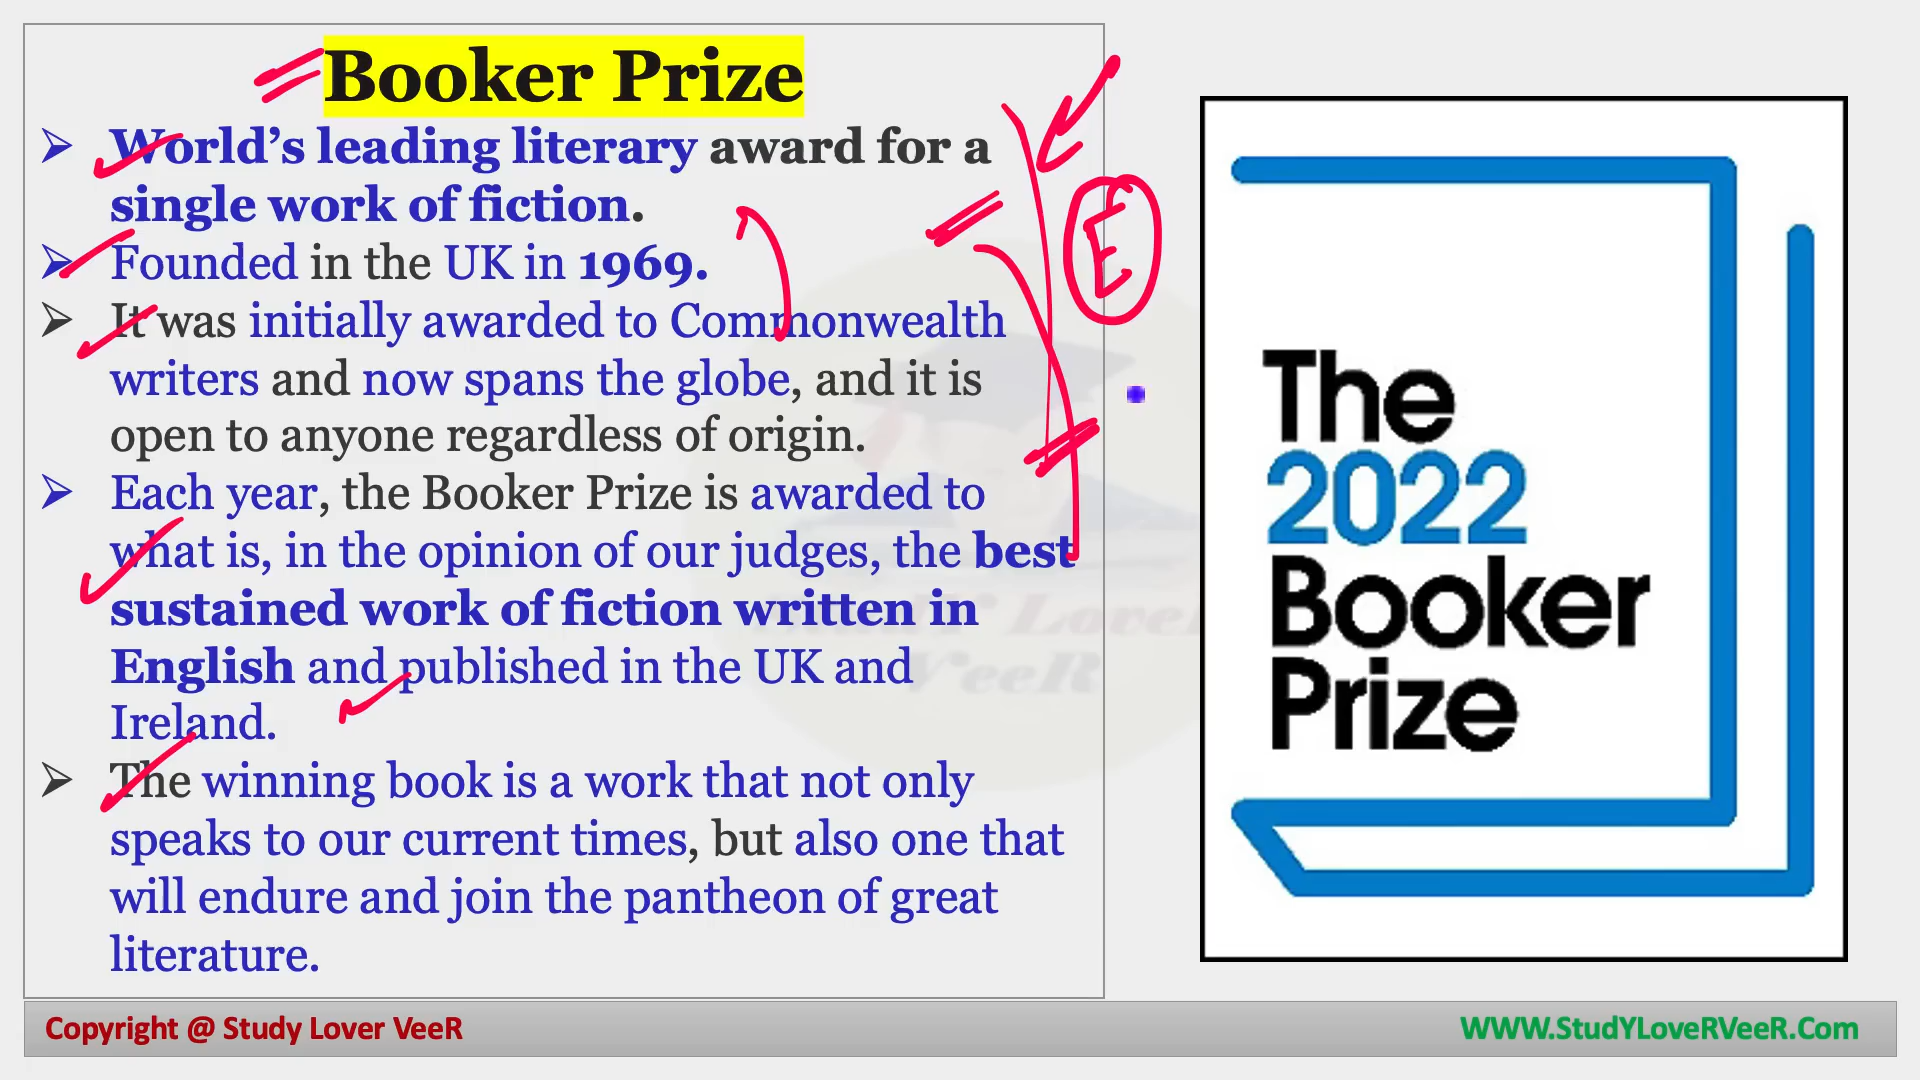 Booker Prize
World's leading literary award for a
single work of fiction.
Founded in the UK in 1969.
It was initially awarded to Commonwealth
writers and now spans the globe, and it is
open to anyone regardless of origin.
Each year, the Booker Prize is awarded to
what is, in the opinion of our judges, the best
sustained work of fiction written in
English and published in the UK and
Ireland.
The winning book is a work that not only
speaks to our current times, but also one that
will endure and join the pantheon of great
literature.
E
The
2022
Booker
Prize
Lover
VeeR
Copyright @ Study Lover VeeR
WWW.StudYLoveRVeeR.Com